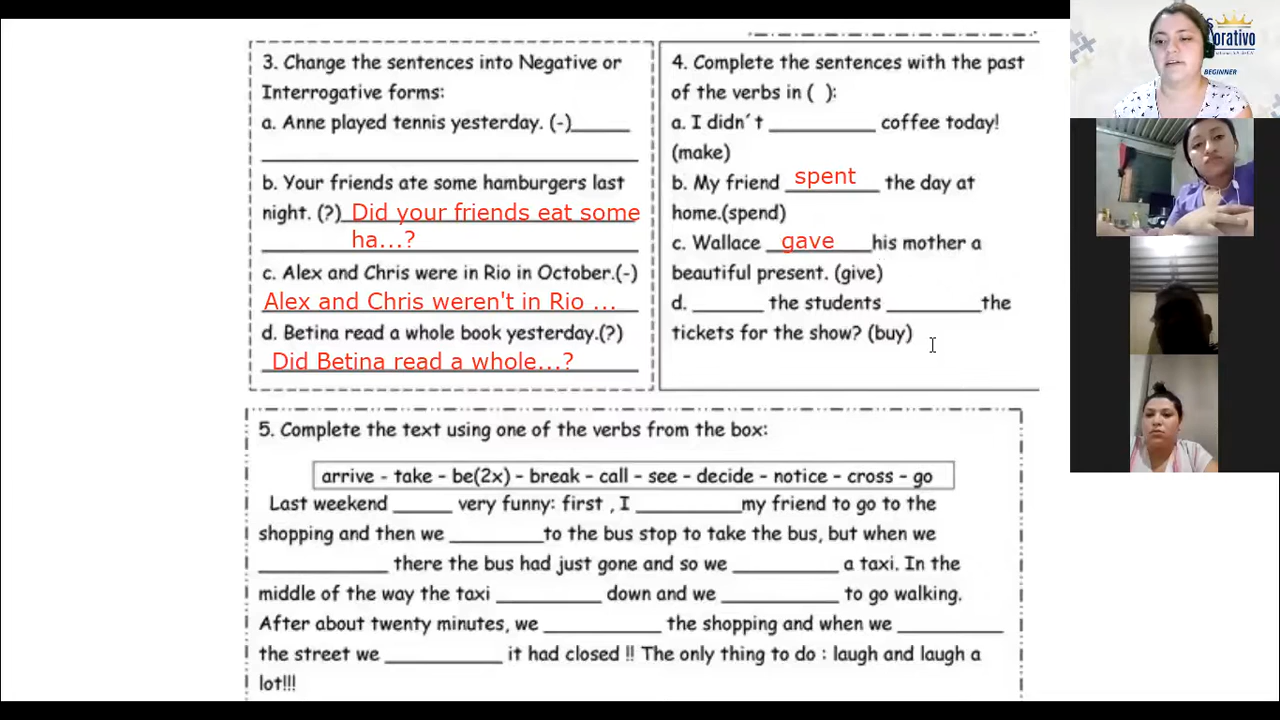 3. Change the sentences into Negative or
Interrogative forms:
a. Anne played tennis yesterday. (-)_____
b. Your friends ate some hamburgers last
night. (?) Did your friends eat some
ha...?
c. Alex and Chris were in Rio in October.(-)
Alex and Chris weren't in Rio ...
d. Betina read a whole book yesterday.(?)
Did Betina read a whole...?
4. Complete the sentences with the past
of the verbs in ( ):
a. I didn´t _________ coffee today!
(make)
b. My friend spent the day at
home.(spend)
c. Wallace gave his mother a
beautiful present. (give)
d. ______ the students ________the
tickets for the show? (buy)
5. Complete the text using one of the verbs from the box:
arrive - take - be(2x) - break - call - see - decide - notice - cross - go
Last weekend _____ very funny: first , I _________my friend to go to the
shopping and then we ________to the bus stop to take the bus, but when we
___________ there the bus had just gone and so we _________ a taxi. In the
middle of the way the taxi _________ down and we __________ to go walking.
After about twenty minutes, we __________ the shopping and when we _________
the street we __________ it had closed !! The only thing to do : laugh and laugh a
lot!!!
BEGINNER